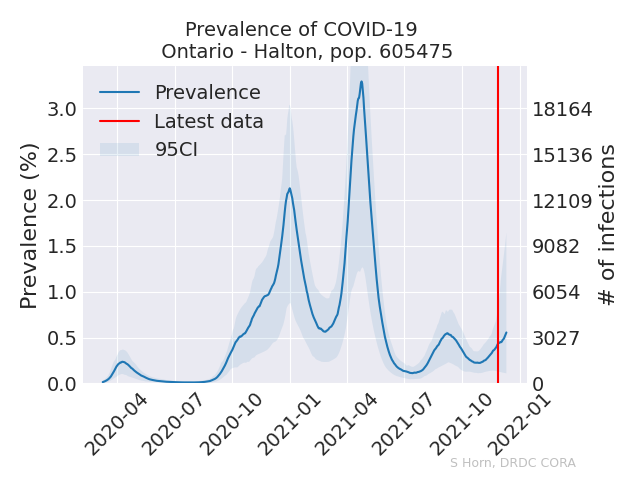 Prevalence of COVID-19
Ontario - Halton, pop. 605475
Prevalence
Latest data
95CI
Prevalence (%)
3.0
2.5
2.0
1.5
1.0
0.5
0.0
18164
15136
12109
9082
6054
3027
0
# of infections
2020-04
2020-07
2020-10
2021-01
2021-04
2021-07
2021-10
2022-01
S Horn, DRDC CORA